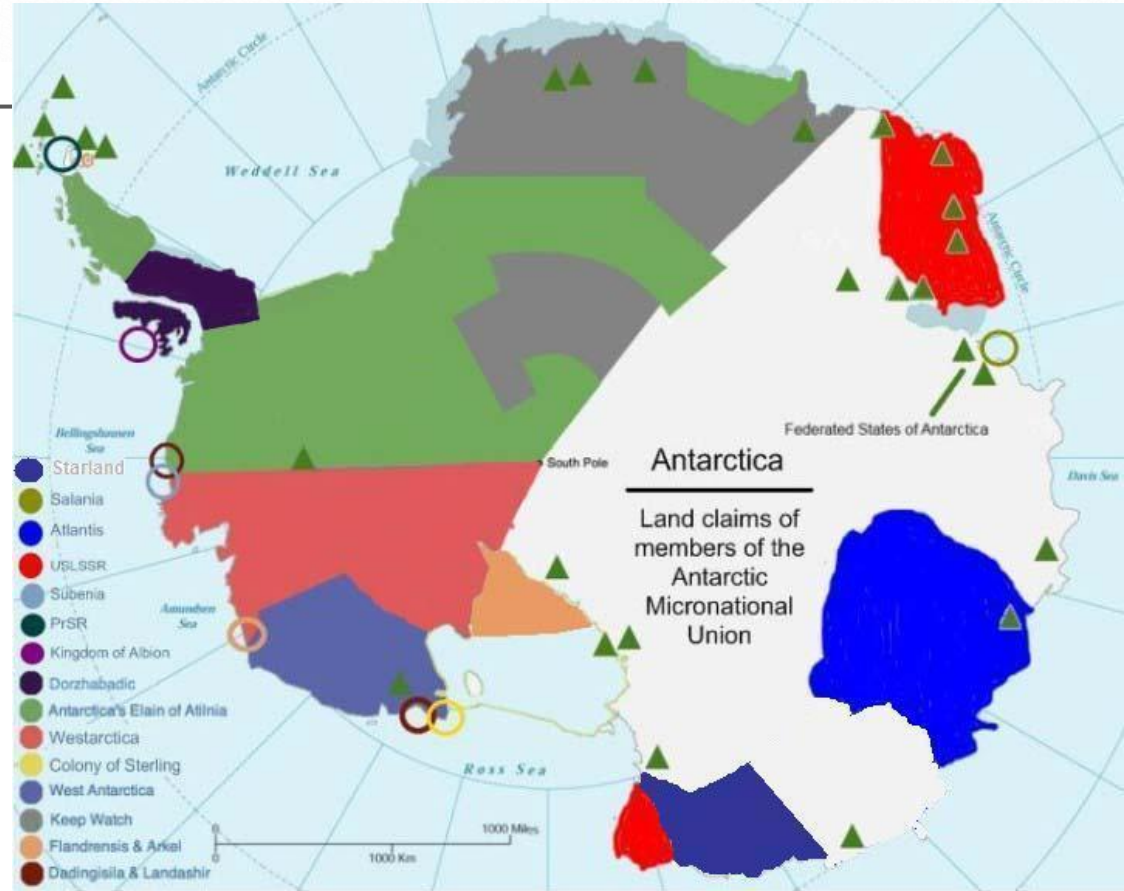 Antarctic Circle
Weddell Sea
Antarctic Circle
Federated States of Antarctica
Bellingshausen
Sea
South Pole
Antarctica
Land claims of
members of the
Antarctic
Micronational
Union
Davis Sea
Amundsen
Sea
Ross Sea
Starland
Salania
Atlantis
USLSSR
Subenia
PrSR
Kingdom of Albion
Dorzhabadic
Antarctica's Elain of Atilnia
Westarctica
Colony of Sterling
West Antarctica
Keep Watch
Flandrensis & Arkel
Dadingisila & Landashir
0
1000 Miles
0
1000 Km